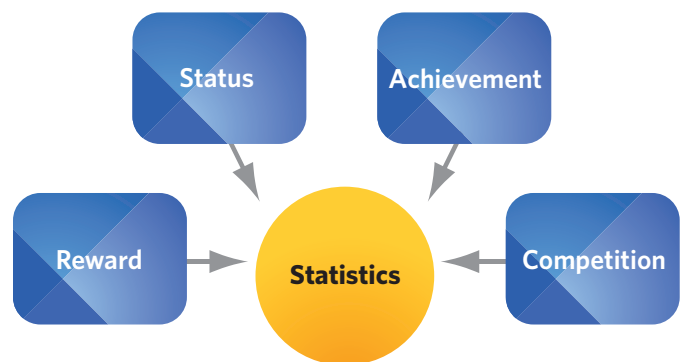 Status
Achievement
Reward
Statistics
Competition